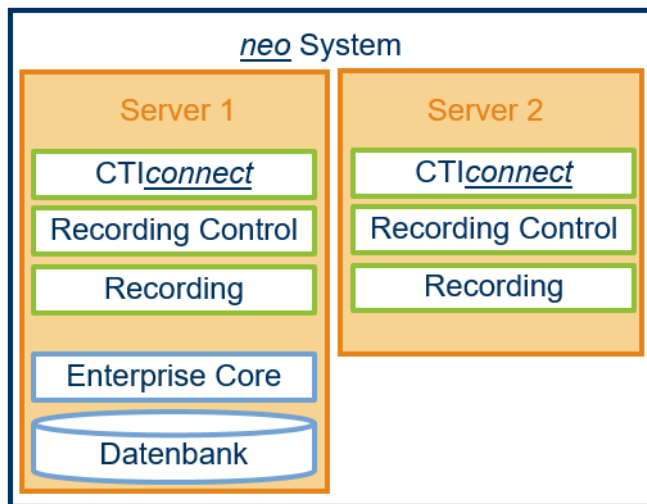 neo System
Server 1
CTIconnect
Recording Control
Recording
Enterprise Core
Datenbank
Server 2
CTIconnect
Recording Control
Recording